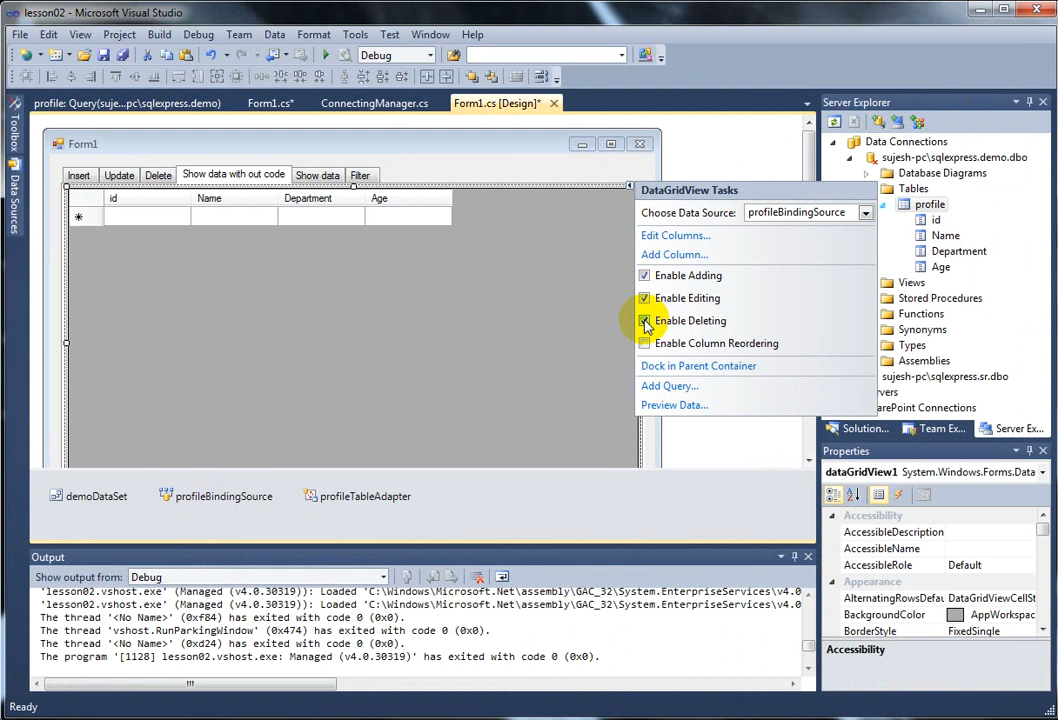 lesson02 - Microsoft Visual Studio
File Edit View Project Build Debug Team Data Format Tools Test Window Help
Debug
profile: Query(suje...pc\sqlexpress.demo) Form1.cs* ConnectingManager.cs Form1.cs [Design]*
Form1
Insert Update Delete Show data with out code Show data Filter
id Name Department Age
DataGridView Tasks
Choose Data Source: profileBindingSource
Edit Columns...
Add Column...
Enable Adding
Enable Editing
Enable Deleting
Enable Column Reordering
Dock in Parent Container
Add Query...
Preview Data...
Toolbox
Data Sources
demoDataSet profileBindingSource profileTableAdapter
Output
Show output from: Debug
'lesson02.vshost.exe' (Managed (v4.0.30319)): Loaded 'C:\Windows\Microsoft.Net\assembly\GAC_32\System.EnterpriseServices\v4.0
'lesson02.vshost.exe' (Managed (v4.0.30319)): Loaded 'C:\Windows\Microsoft.Net\assembly\GAC_32\System.EnterpriseServices\v4.0
The thread '<No Name>' (0xf84) has exited with code 0 (0x0).
The thread 'vshost.RunParkingWindow' (0x474) has exited with code 0 (0x0).
The thread '<No Name>' (0xd24) has exited with code 0 (0x0).
The program '[1128] lesson02.vshost.exe: Managed (v4.0.30319)' has exited with code 0 (0x0).
Server Explorer
Data Connections
sujesh-pc\sqlexpress.demo.dbo
Database Diagrams
Tables
profile
id
Name
Department
Age
Views
Stored Procedures
Functions
Synonyms
Types
Assemblies
sujesh-pc\sqlexpress.sr.dbo
rvers
arePoint Connections
Solution... Team Ex... Server Ex...
Properties
dataGridView1 System.Windows.Forms.Data
Accessibility
AccessibleDescription
AccessibleName
AccessibleRole Default
Appearance
AlternatingRowsDefau DataGridViewCellSt
BackgroundColor AppWorkspac
BorderStyle FixedSingle
Accessibility
Ready